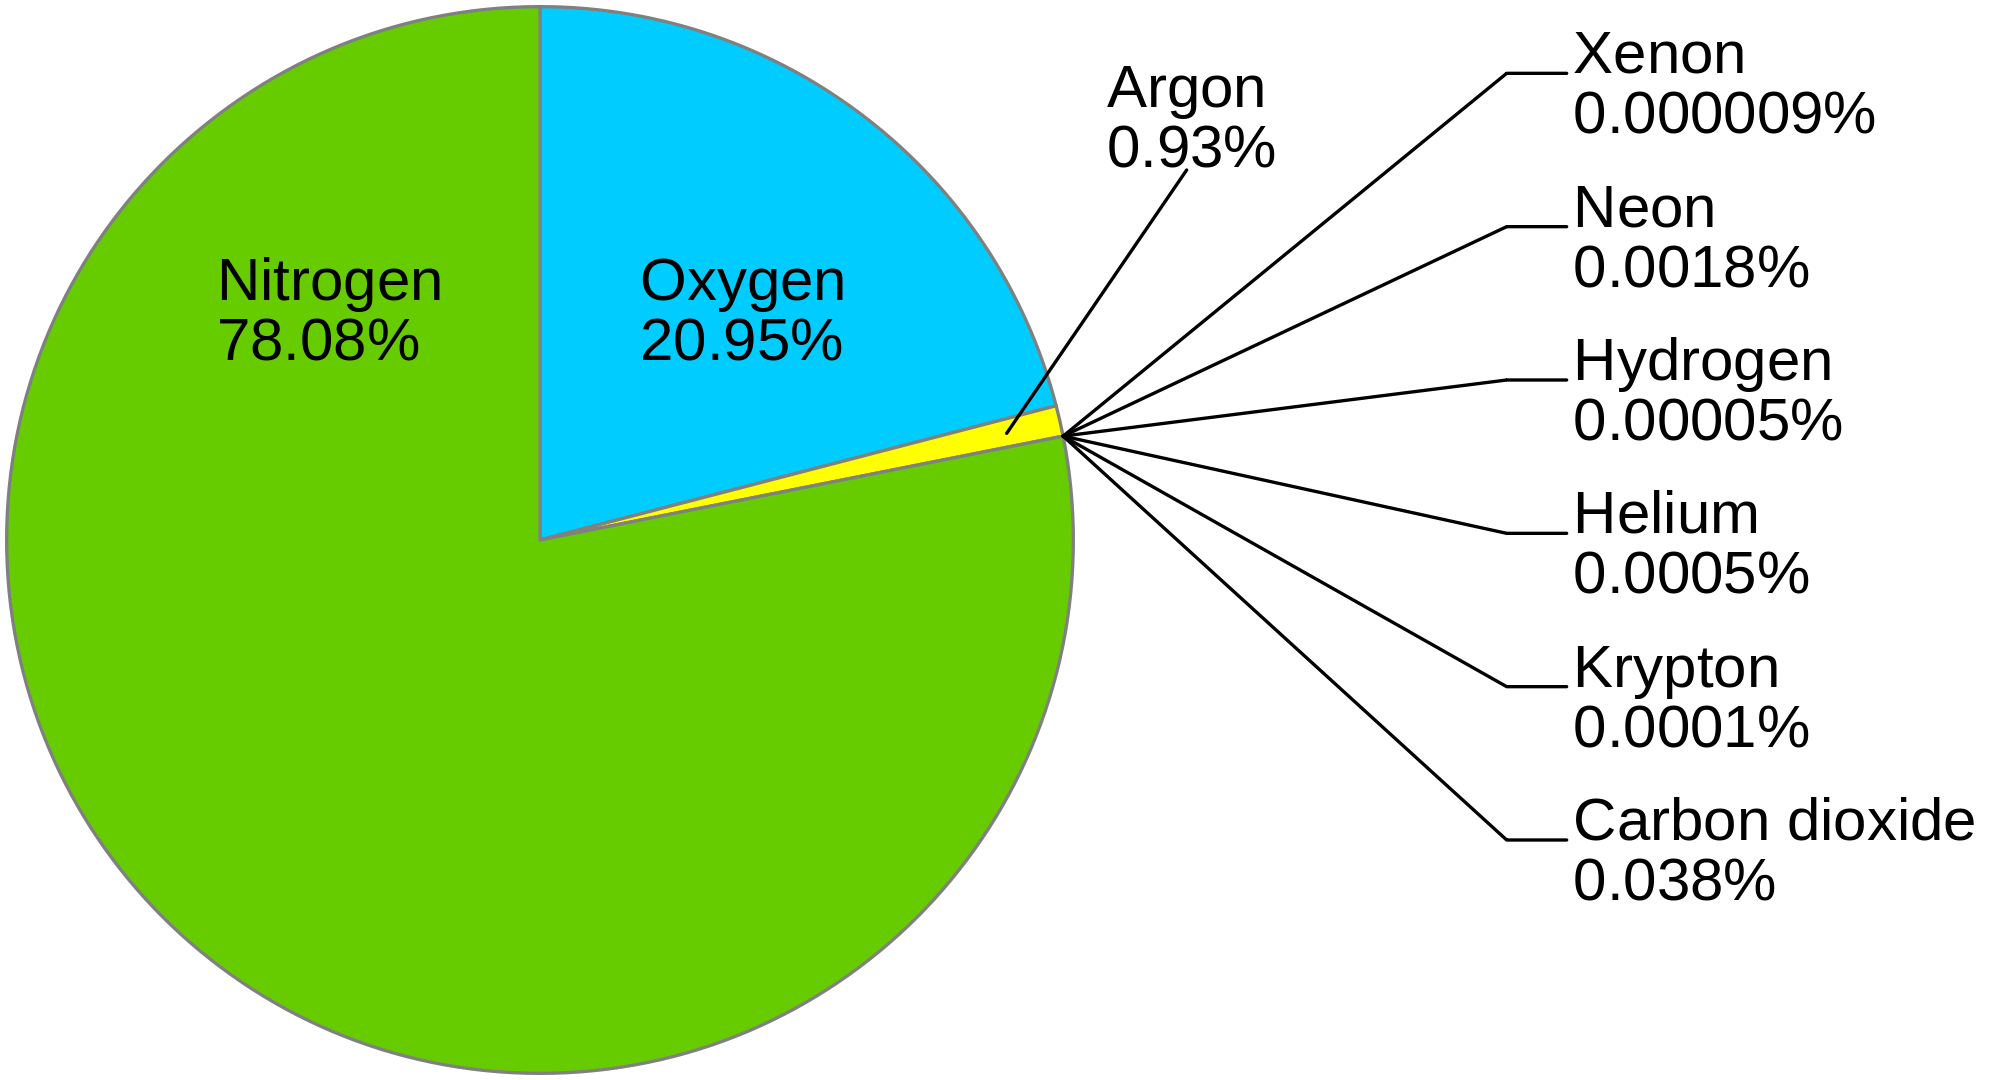 Nitrogen
78.08%
Oxygen
20.95%
Argon
0.93%
Xenon
0.000009%
Neon
0.0018%
Hydrogen
0.00005%
Helium
0.0005%
Krypton
0.0001%
Carbon dioxide
0.038%